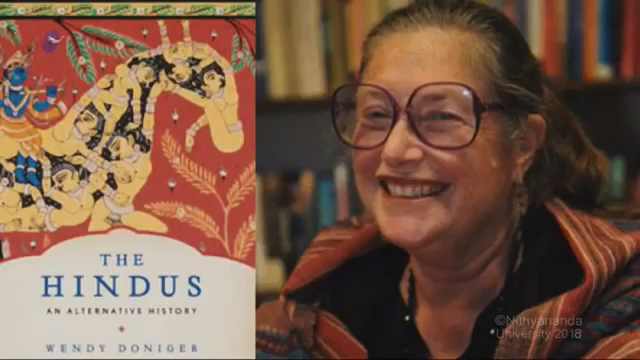 THE
HINDUS
AN ALTERNATIVE HISTORY
WENDY DONIGER
©Nithyananda
University 2018